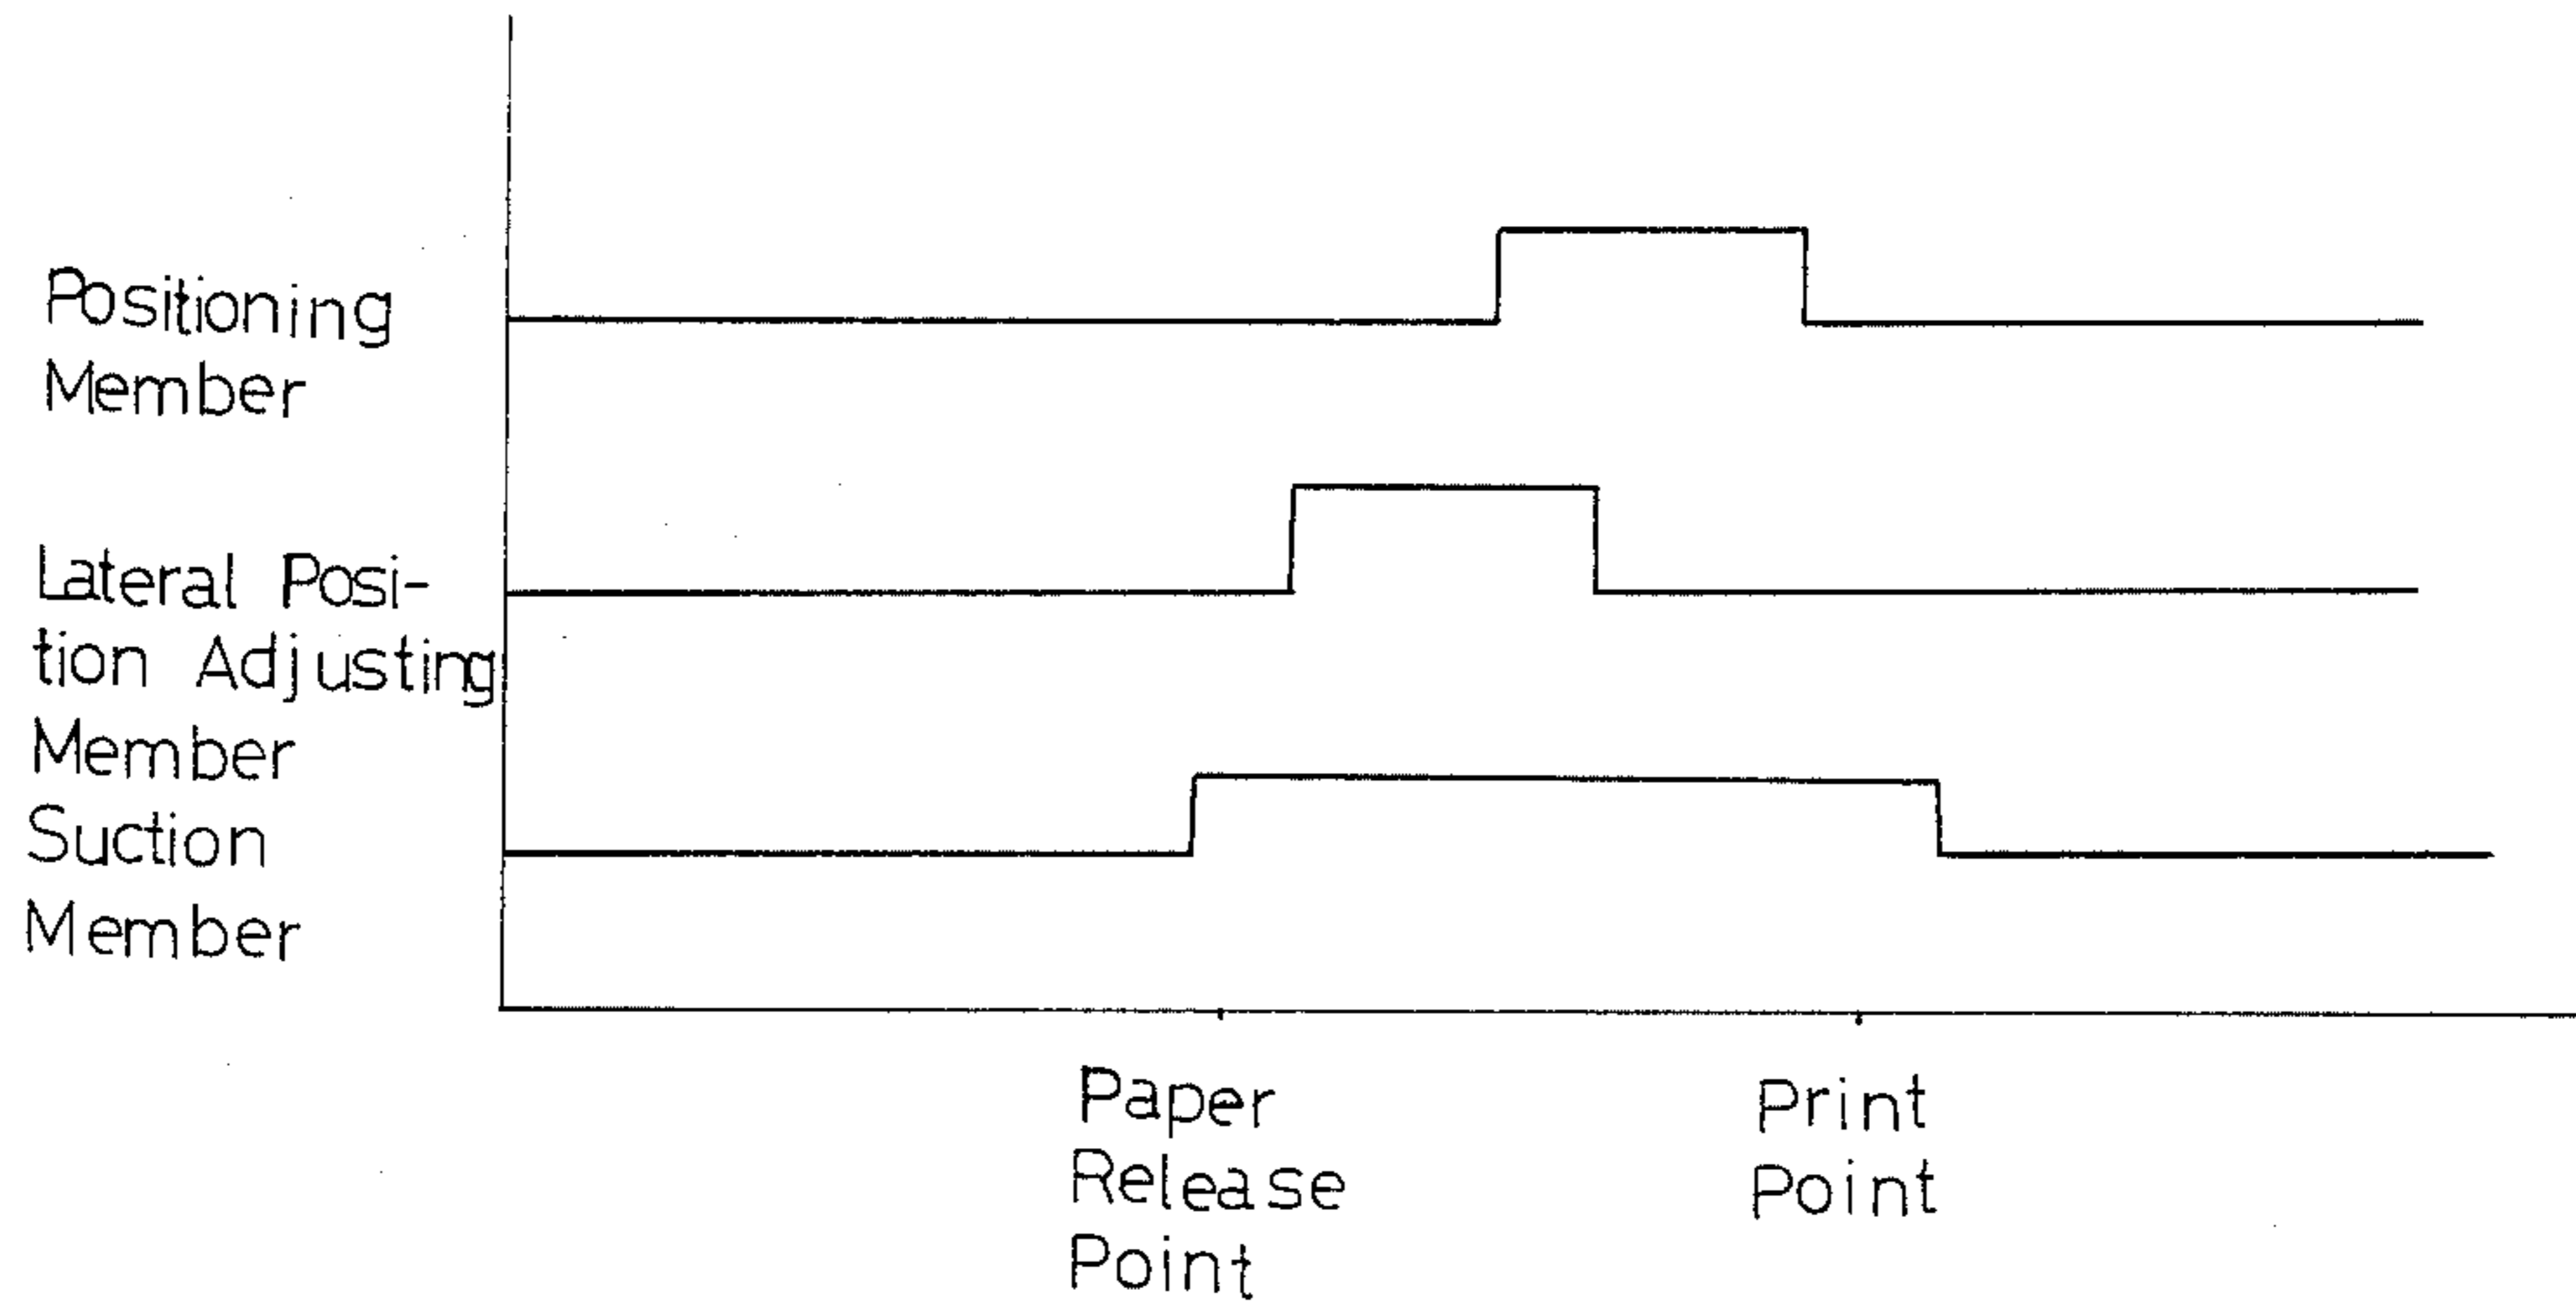 Positioning
Member
Lateral Posi-
tion Adjusting
Member
Suction
Member
Paper
Release
Point
Print
Point